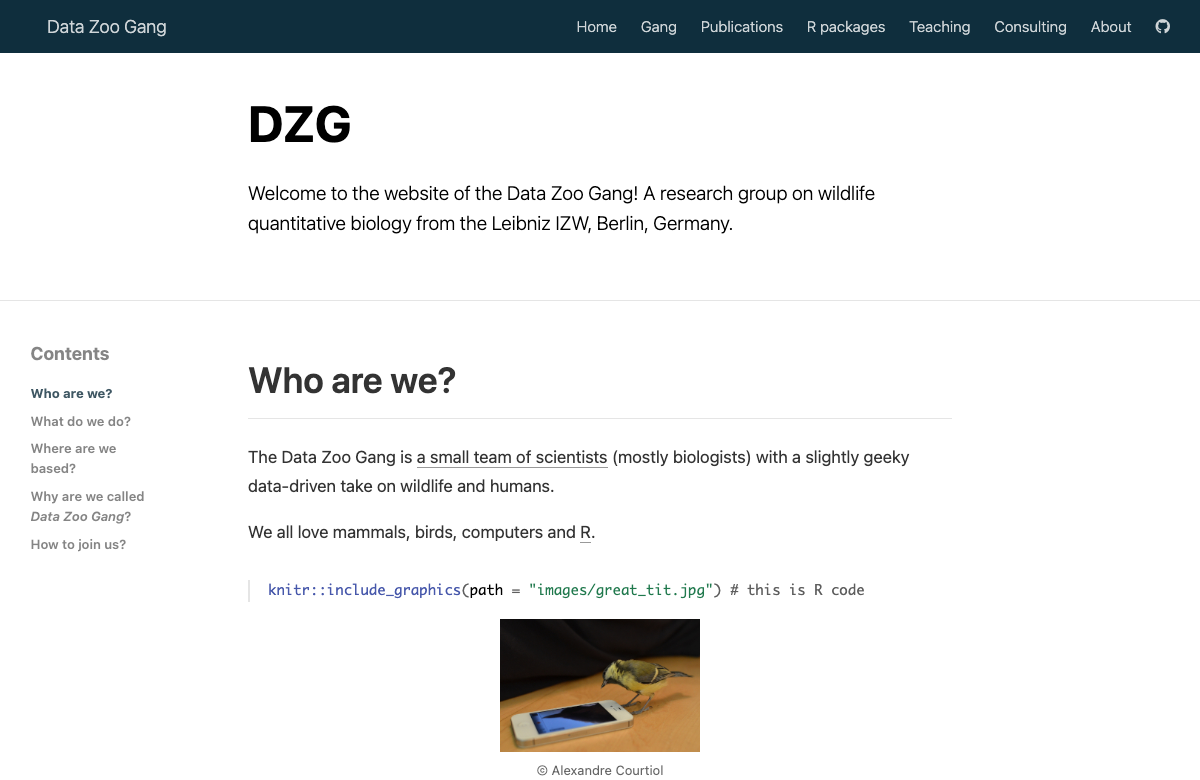 Data Zoo Gang
Home Gang Publications R packages Teaching Consulting About
DZG
Welcome to the website of the Data Zoo Gang! A research group on wildlife
quantitative biology from the Leibniz IZW, Berlin, Germany.
Contents
Who are we?
What do we do?
Where are we
based?
Why are we called
Data Zoo Gang?
How to join us?
Who are we?
The Data Zoo Gang is a small team of scientists (mostly biologists) with a slightly geeky
data-driven take on wildlife and humans.
We all love mammals, birds, computers and R.
knitr::include_graphics(path = "images/great_tit.jpg") # this is R code
© Alexandre Courtiol